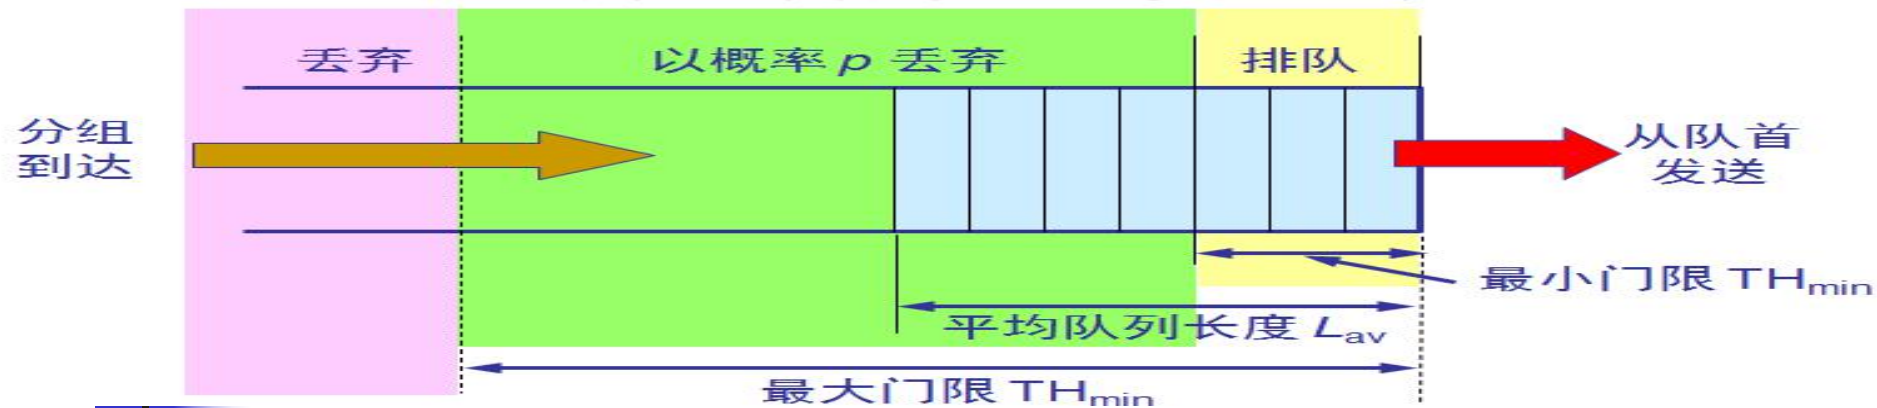 丢弃
以概率 p 丢弃
排队
分组
到达
从队首
发送
最小门限 THmin
平均队列长度 Lav
最大门限 THmin